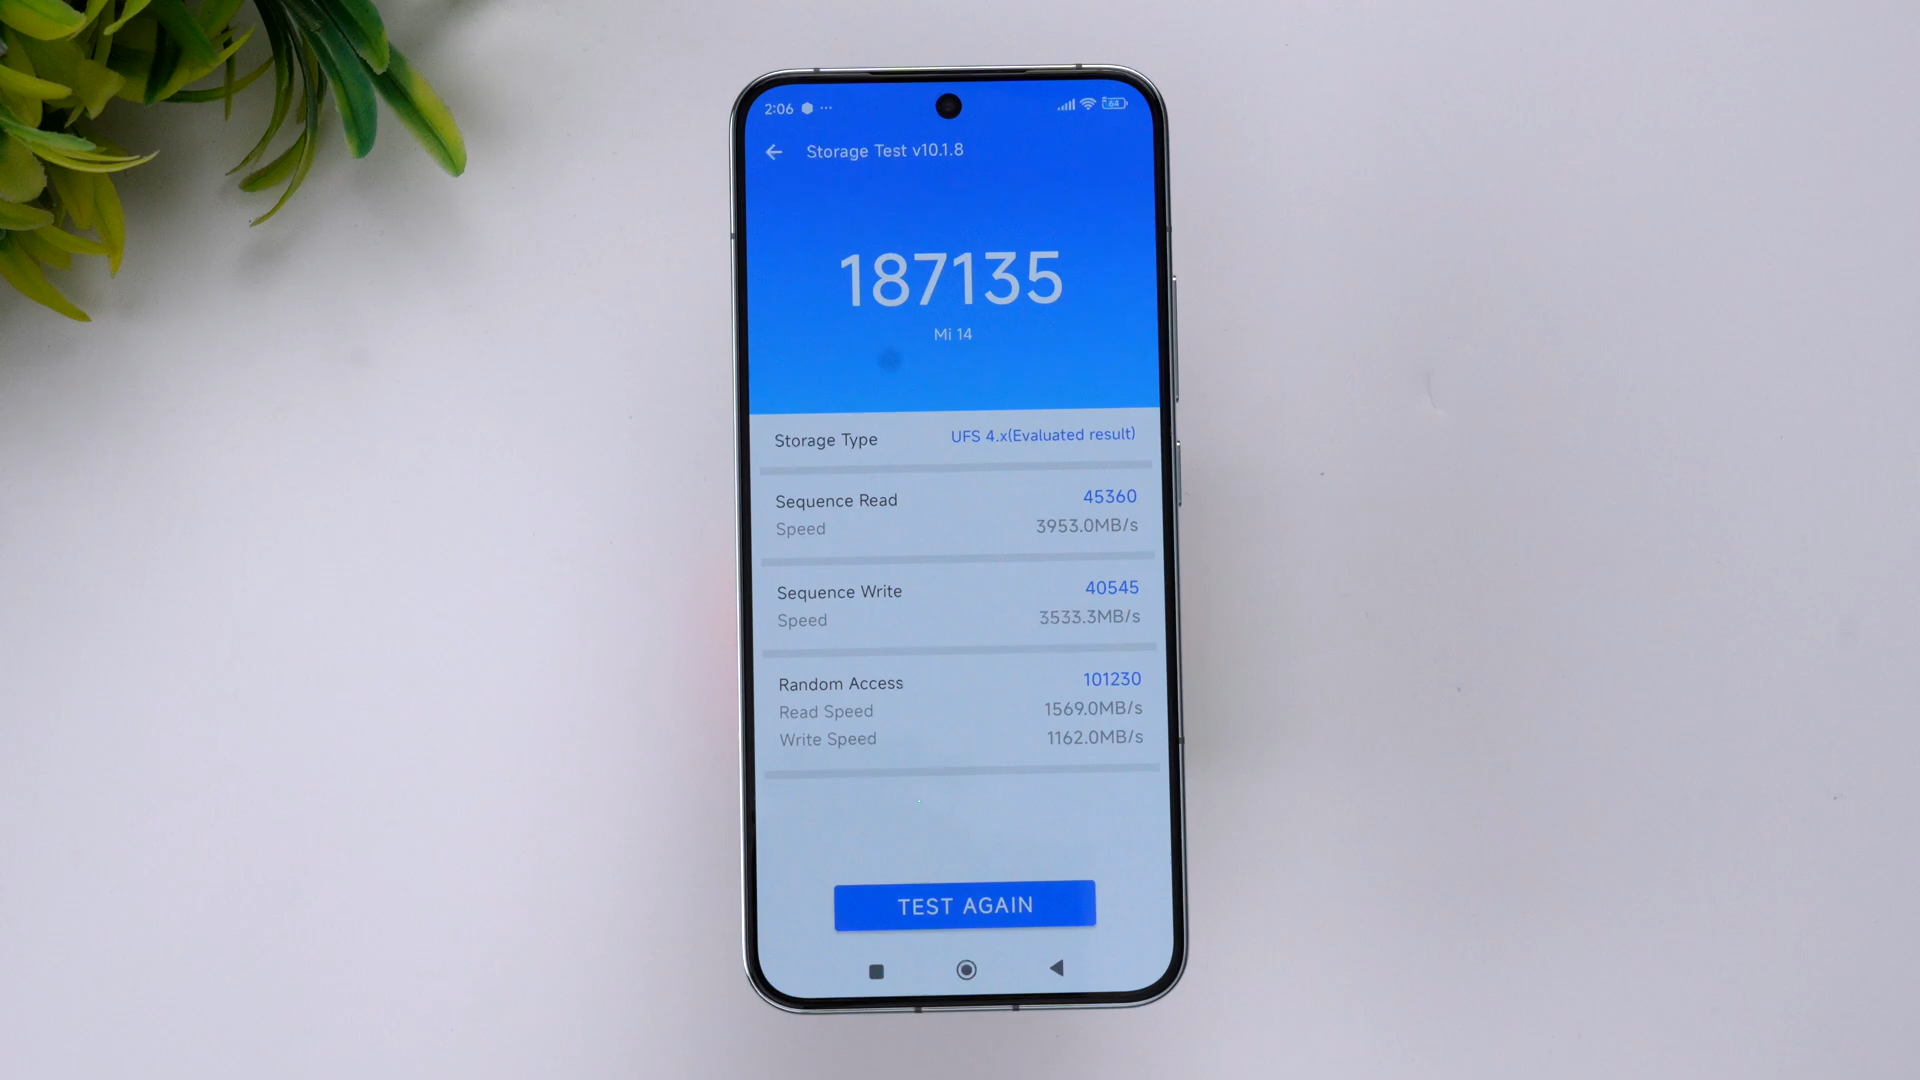 2:06 64
Storage Test v10.1.8
187135
Mi 14
Storage Type UFS 4.x(Evaluated result)
Sequence Read 45360
Speed 3953.0MB/s
Sequence Write 40545
Speed 3533.3MB/s
Random Access 101230
Read Speed 1569.0MB/s
Write Speed 1162.0MB/s
TEST AGAIN